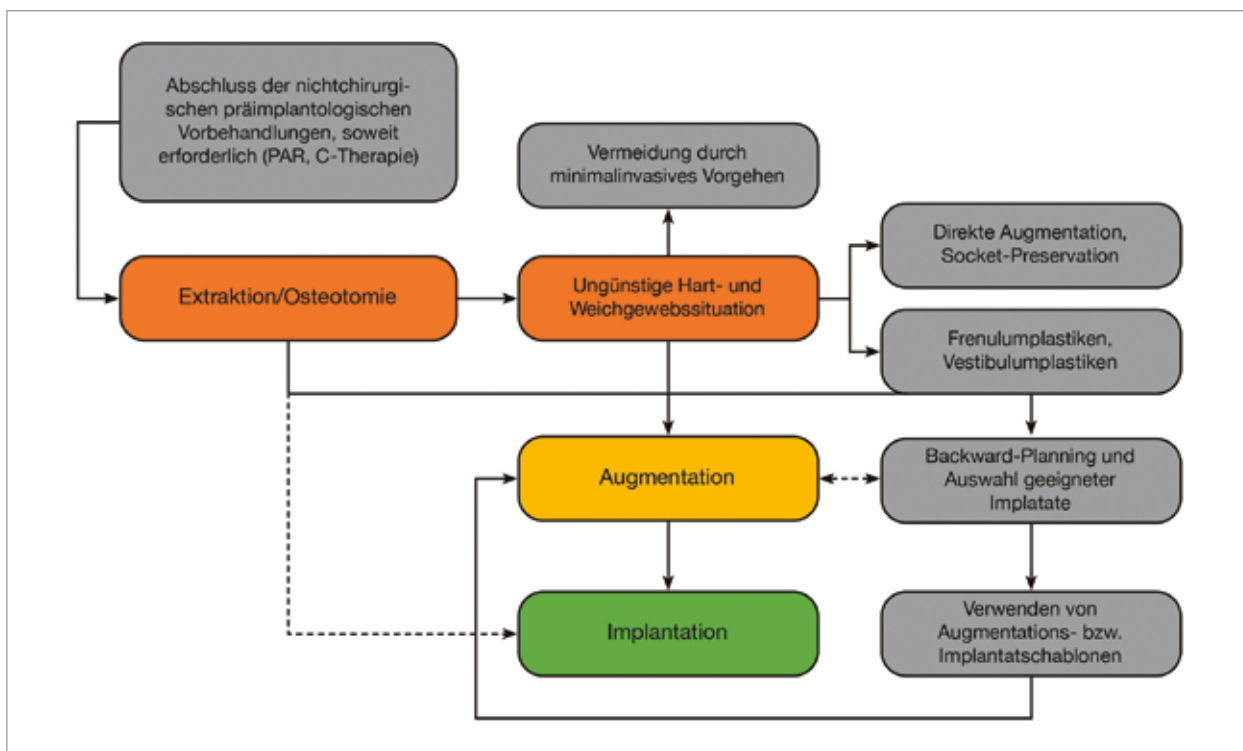 Abschluss der nichtchirurgi-
schen präimplantologischen
Vorbehandlungen, soweit
erforderlich (PAR, C-Therapie)
Vermeidung durch
minimalinvasives Vorgehen
Direkte Augmentation,
Socket-Preservation
Extraktion/Osteotomie
Ungünstige Hart- und
Weichgewebssituation
Frenulumplastiken,
Vestibulumplastiken
Augmentation
Backward-Planning und
Auswahl geeigneter
Implatate
Implantation
Verwenden von
Augmentations- bzw.
Implantatschablonen